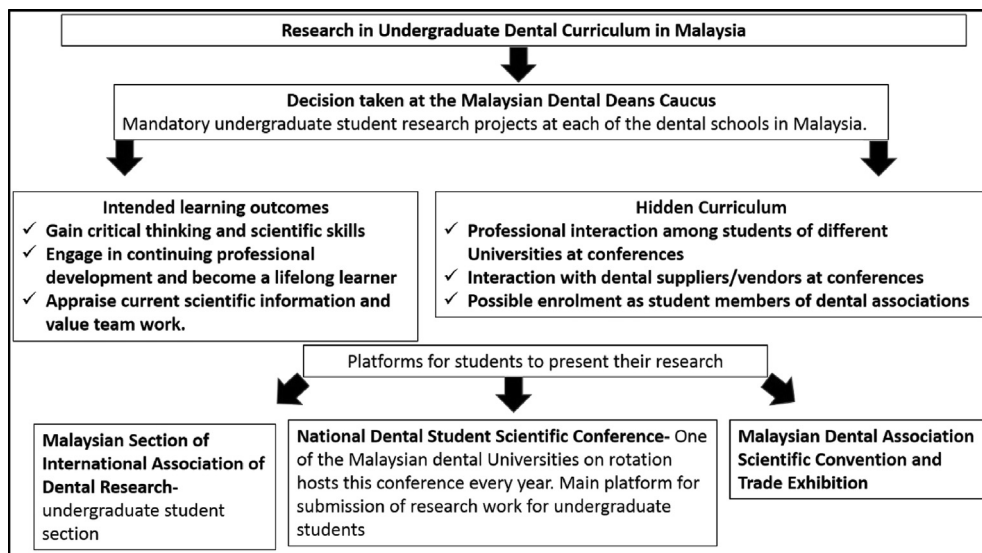 Research in Undergraduate Dental Curriculum in Malaysia
Decision taken at the Malaysian Dental Deans Caucus
Mandatory undergraduate student research projects at each of the dental schools in Malaysia.
Intended learning outcomes
✓ Gain critical thinking and scientific skills
✓ Engage in continuing professional
development and become a lifelong learner
✓ Appraise current scientific information and
value team work.
Hidden Curriculum
✓ Professional interaction among students of different
Universities at conferences
✓ Interaction with dental suppliers/vendors at conferences
✓ Possible enrolment as student members of dental associations
Platforms for students to present their research
Malaysian Section of
International Association of
Dental Research-
undergraduate student
section
National Dental Student Scientific Conference- One
of the Malaysian dental Universities on rotation
hosts this conference every year. Main platform for
submission of research work for undergraduate
students
Malaysian Dental Association
Scientific Convention and
Trade Exhibition